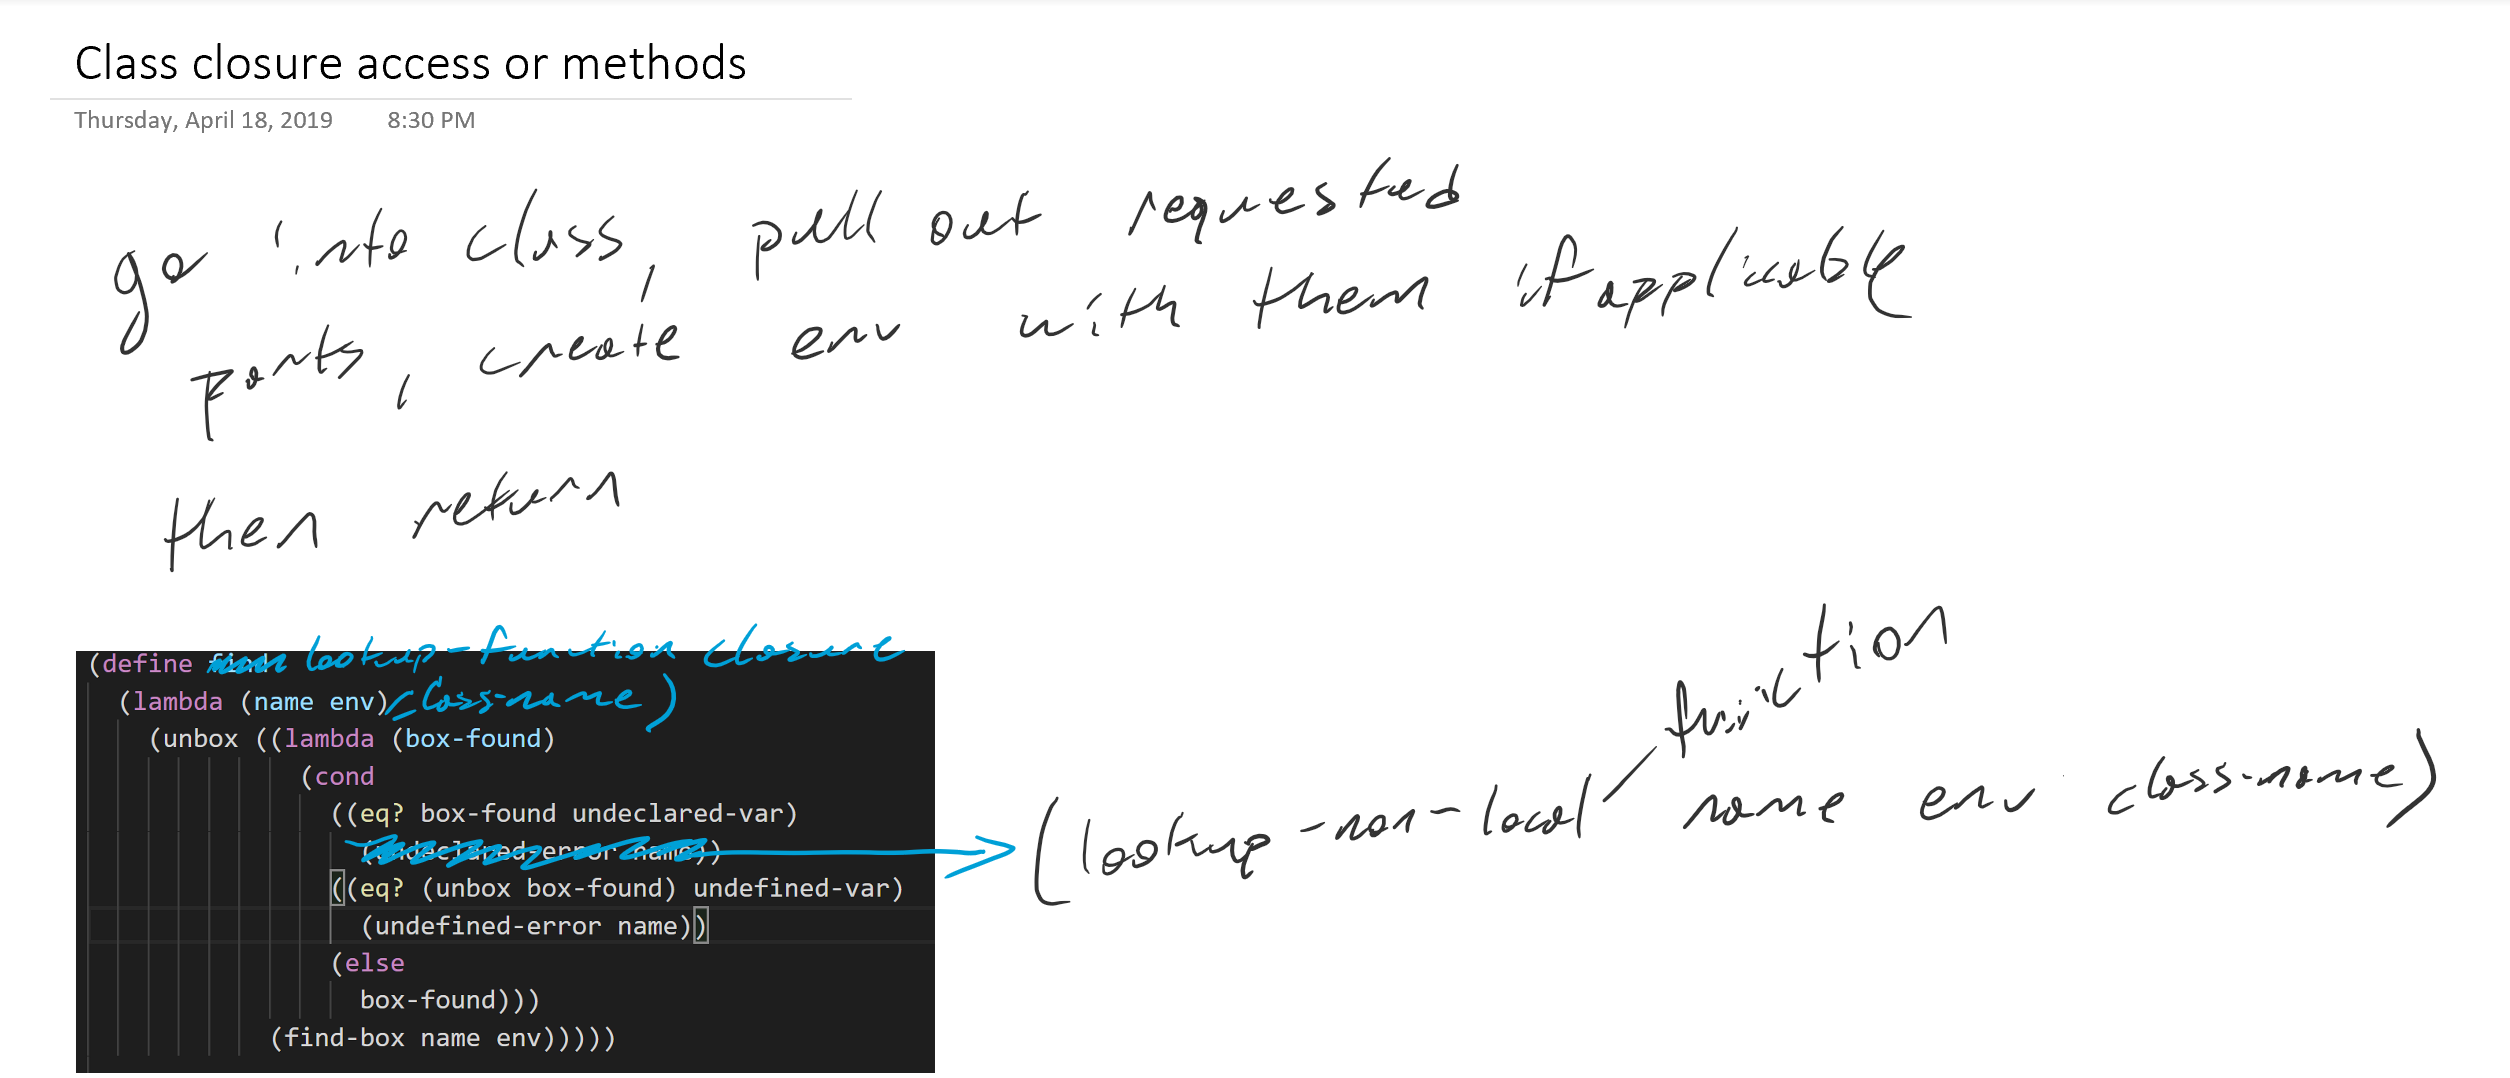 Class closure access or methods
Thursday, April 18, 2019 8:30 PM
go into class, pull out requested
parts, create env with them if applicable
then return
(define find lookup-function closure
(lambda (name env) class-name)
(unbox ((lambda (box-found)
(cond
((eq? box-found undeclared-var)
(undeclared-error name)) (lookup-non-local-function name env class-name)
((eq? (unbox box-found) undefined-var)
(undefined-error name))
(else
box-found)))
(find-box name env)))))